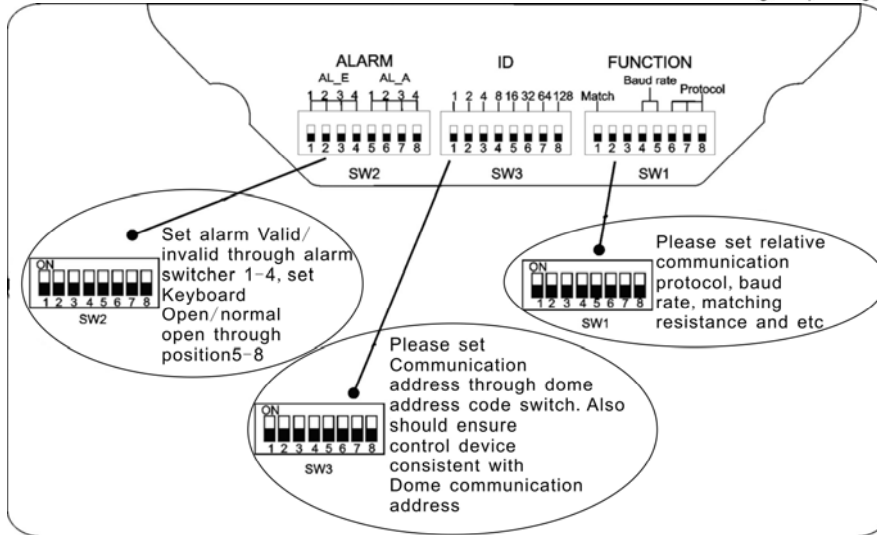 ALARM ID FUNCTION
AL_E AL_A Baud rate
1 2 3 4 1 2 3 4 1 2 4 8 16 32 64 128 Match Protocol
1 2 3 4 5 6 7 8 1 2 3 4 5 6 7 8 1 2 3 4 5 6 7 8
SW2 SW3 SW1
Set alarm Valid/
invalid through alarm
switcher 1-4, set
Keyboard
Open/normal
open through
position5-8
ON
1 2 3 4 5 6 7 8
SW2
Please set
Communication
address through dome
address code switch. Also
should ensure
control device
consistent with
Dome communication
address
ON
1 2 3 4 5 6 7 8
SW3
Please set relative
communication
protocol, baud
rate, matching
resistance and etc
ON
1 2 3 4 5 6 7 8
SW1